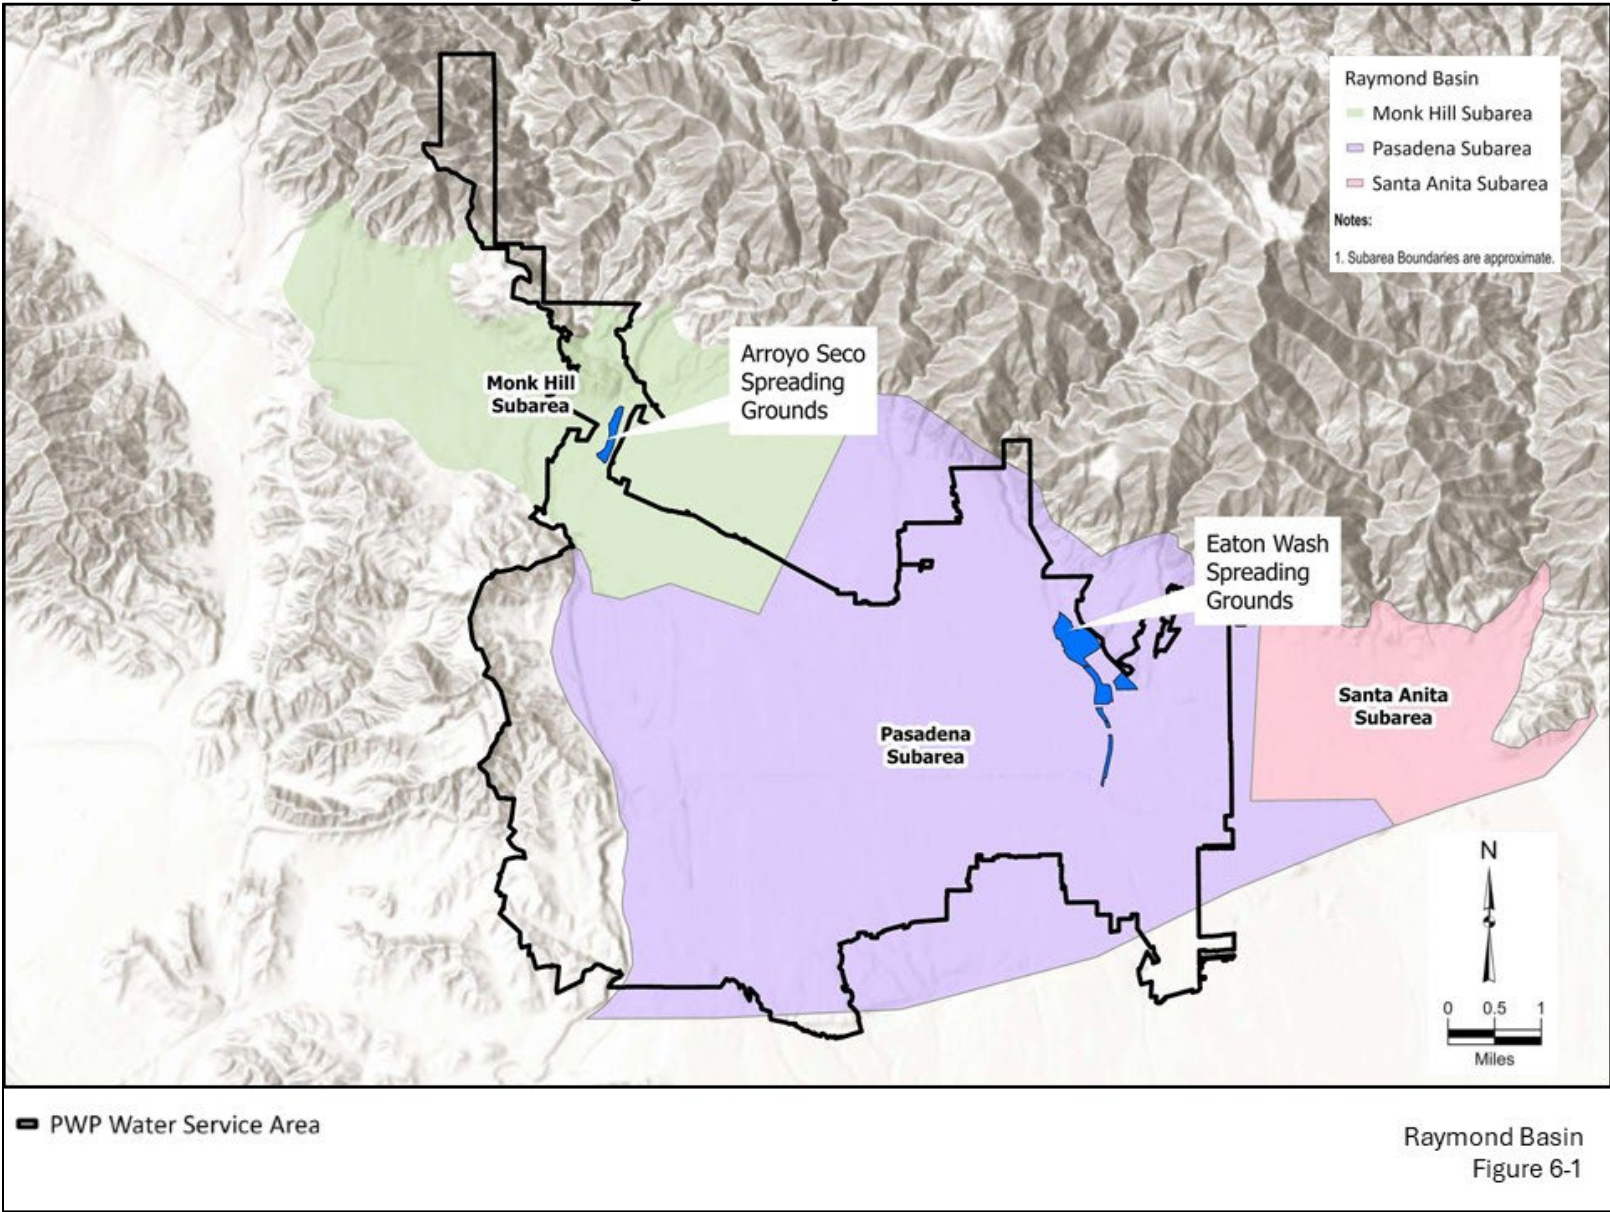 Raymond Basin
Monk Hill Subarea
Pasadena Subarea
Santa Anita Subarea
Notes:
1. Subarea Boundaries are approximate.
Arroyo Seco
Spreading
Grounds
Monk Hill
Subarea
Eaton Wash
Spreading
Grounds
Santa Anita
Subarea
Pasadena
Subarea
N
0 0.5 1
Miles
PWP Water Service Area
Raymond Basin
Figure 6-1